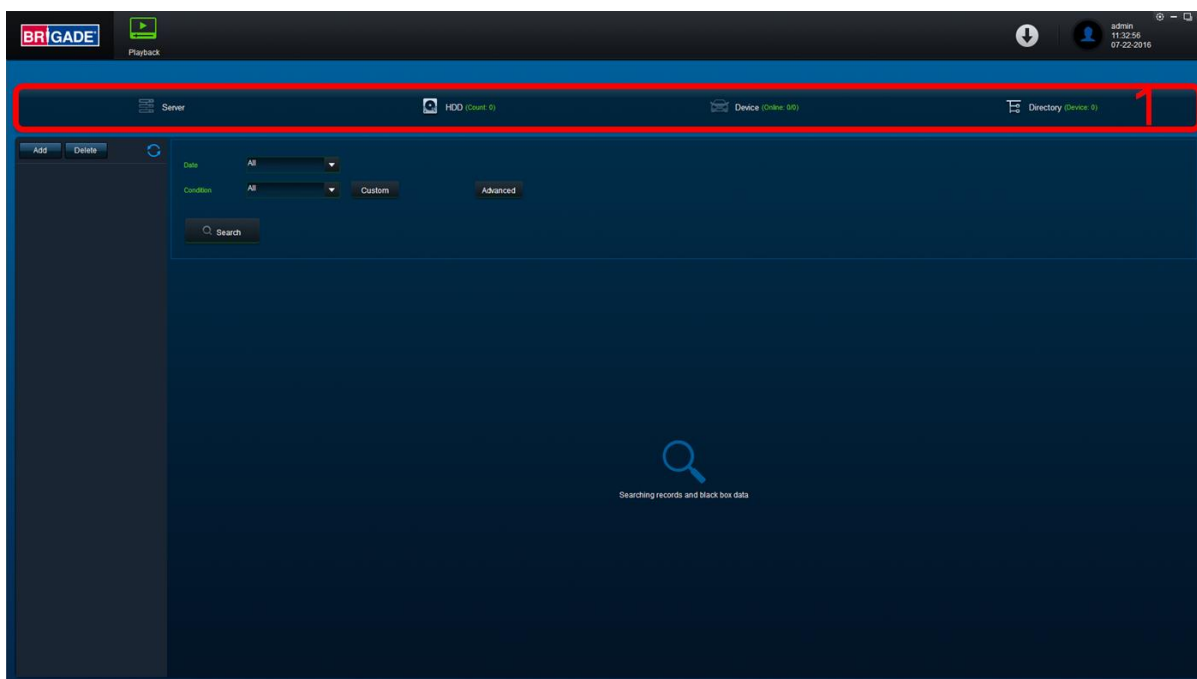 BRIGADE
Playback
admin
11:32:56
07-22-2016
Server
HDD (Count: 0)
Device (Online: 0/0)
Directory (Device: 0)
1
Add
Delete
Date
All
Condition
All
Custom
Advanced
Search
Searching records and black box data